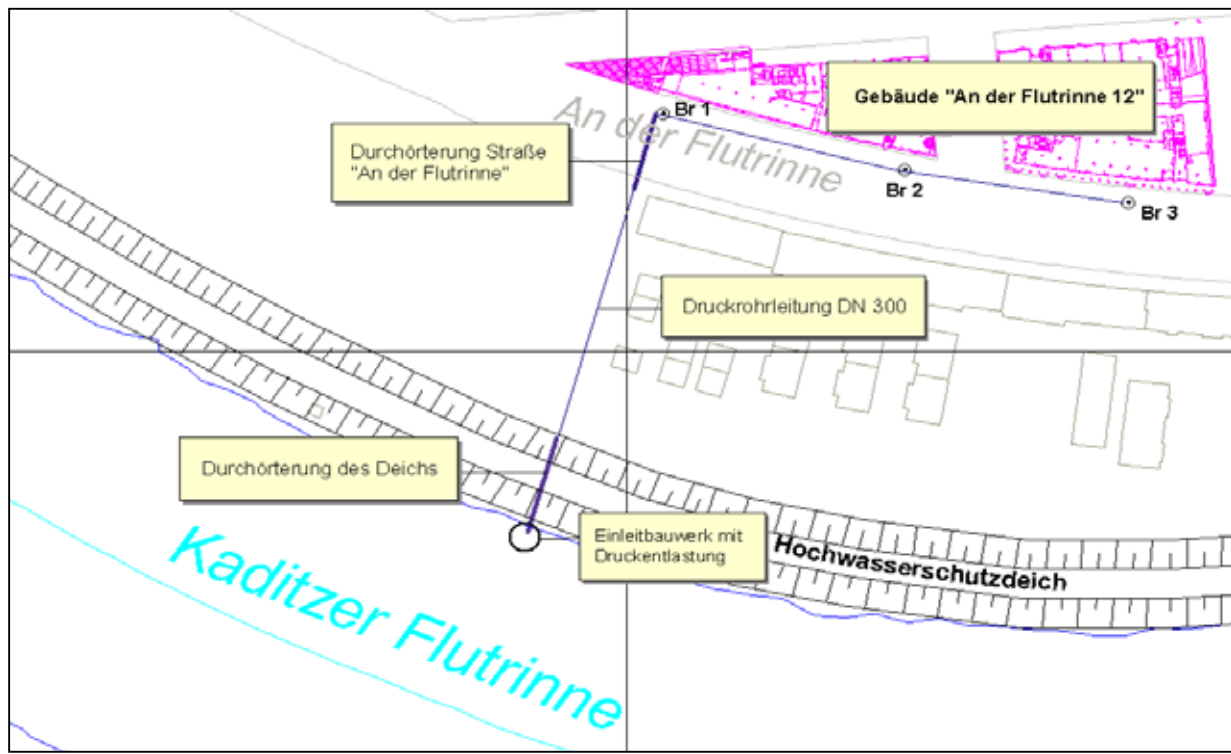 Gebäude "An der Flutrinne 12"
Br 1
An der Flutrinne
Durchörterung Straße
"An der Flutrinne"
Br 2
Br 3
Druckrohrleitung DN 300
Durchörterung des Deichs
Einleitbauwerk mit
Druckentlastung
Hochwasserschutzdeich
Kaditzer Flutrinne